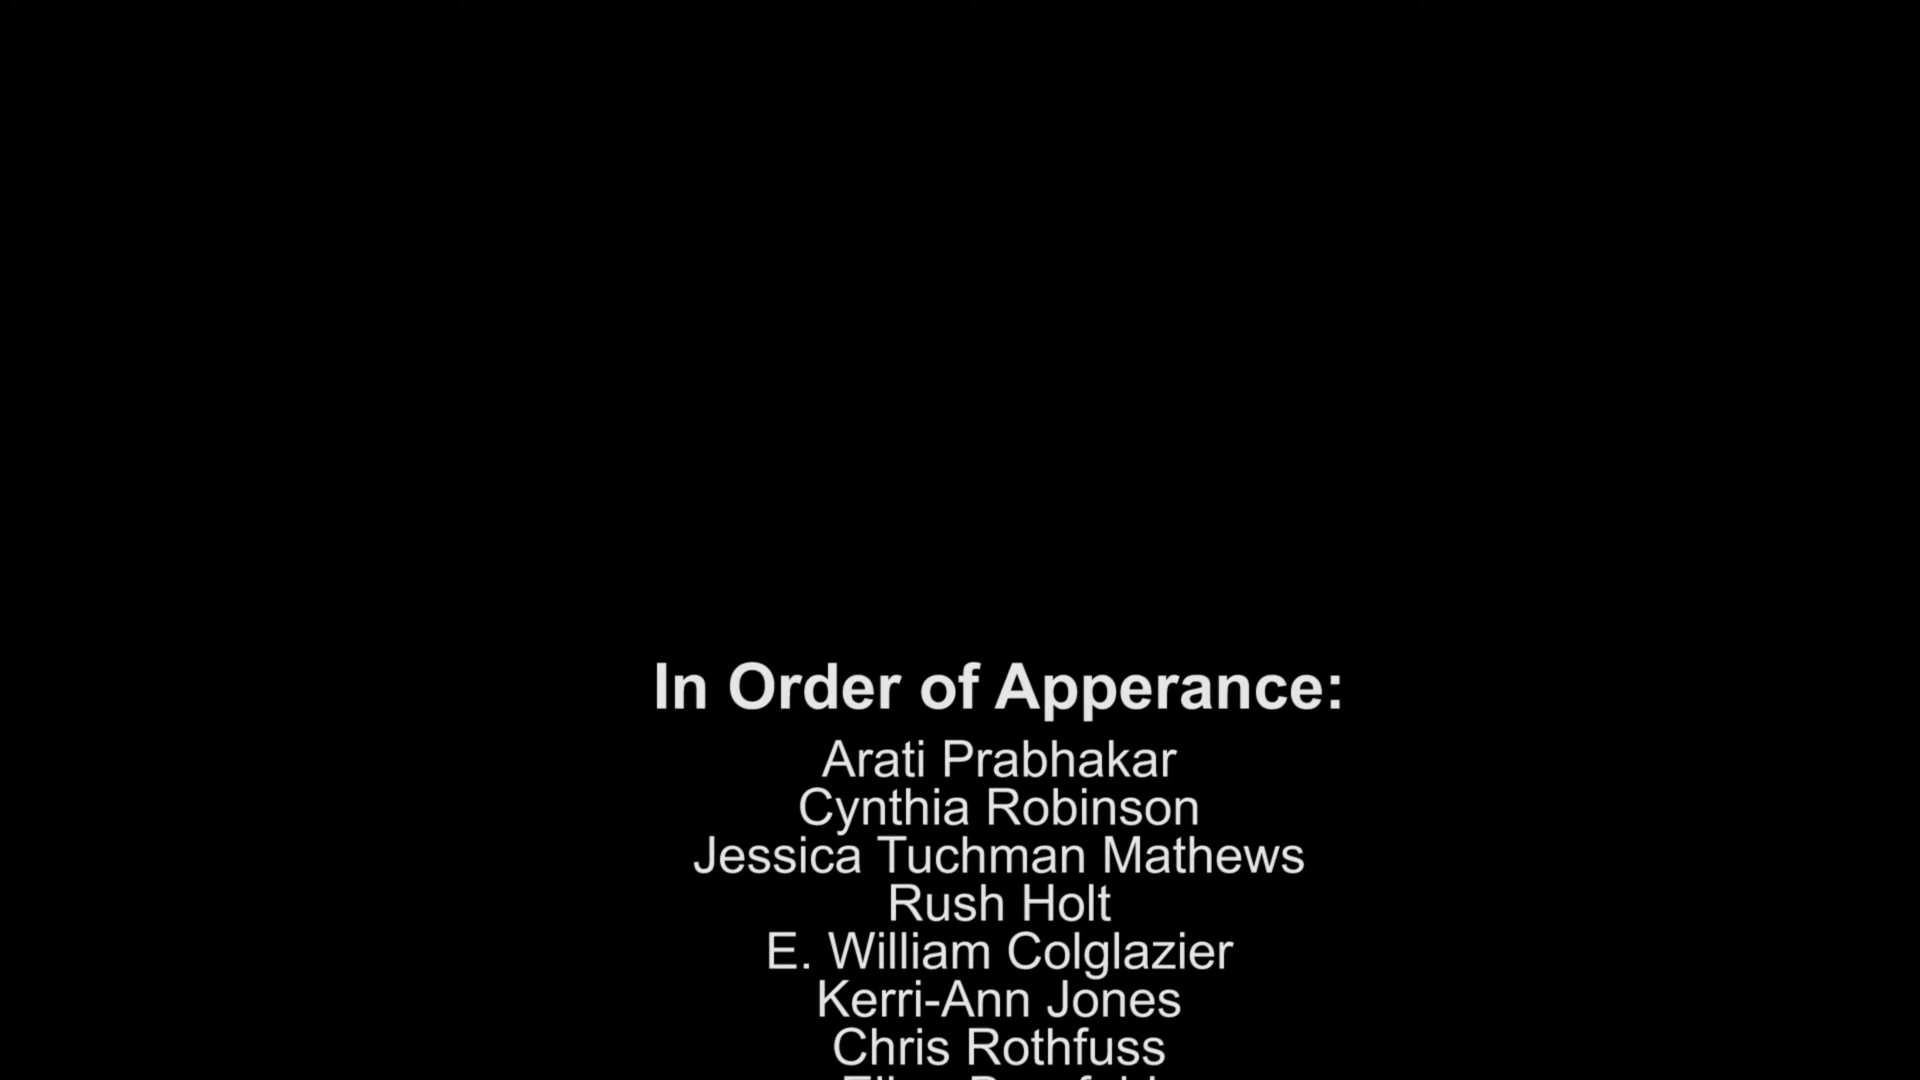 In Order of Apperance:
Arati Prabhakar
Cynthia Robinson
Jessica Tuchman Mathews
Rush Holt
E. William Colglazier
Kerri-Ann Jones
Chris Rothfuss